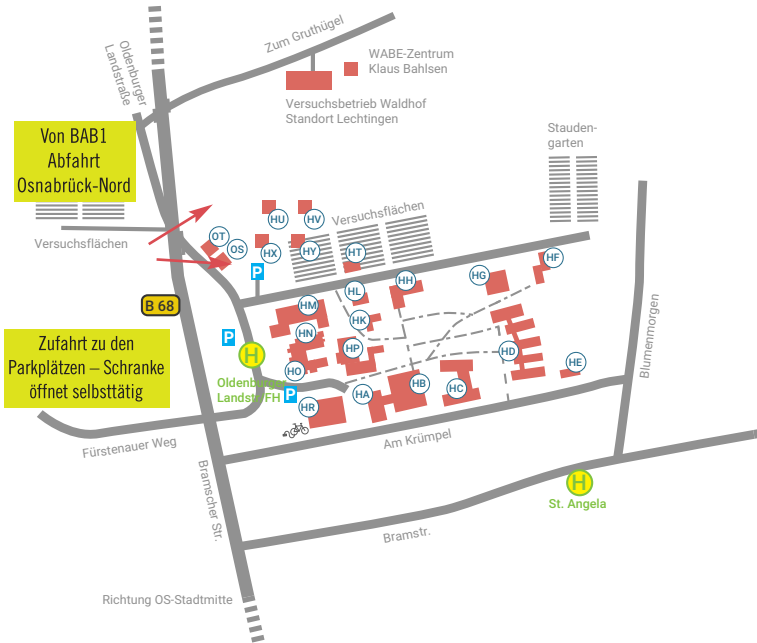 Oldenburger
Landstraße
Zum Gruthügel
WABE-Zentrum
Klaus Bahlsen
Versuchsbetrieb Waldhof
Standort Lechtingen
Von BAB1
Abfahrt
Osnabrück-Nord
Stauden-
garten
Versuchsflächen
Versuchsflächen
HU
HV
OT
OS
HX
HY
HT
HF
HG
P
HH
HL
HM
B 68
HK
HN
P
HP
HD
HE
H
HO
HB
HC
Oldenburger
Landstr. FH
P
HA
HR
Zufahrt zu den
Parkplätzen – Schranke
öffnet selbsttätig
Blumenmorgen
Fürstenauer Weg
Am Krümpel
Bramscher Str.
H
St. Angela
Bramstr.
Richtung OS-Stadtmitte